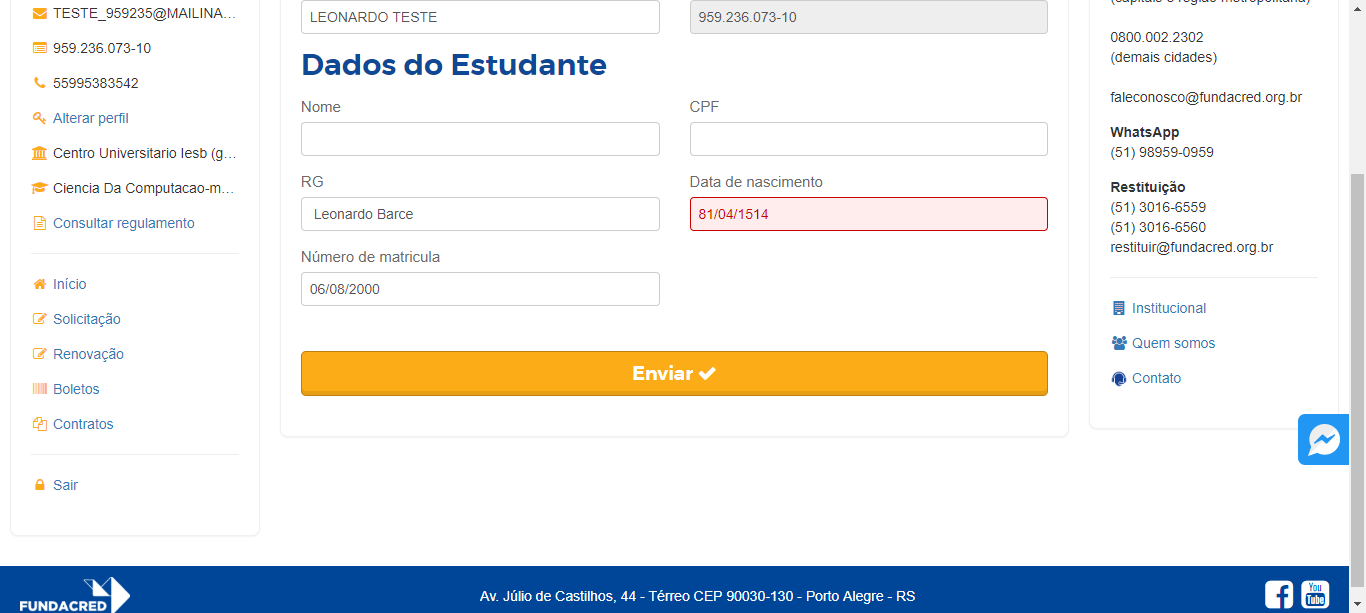 TESTE_959235@MAILINA...
959.236.073-10
55995383542
Alterar perfil
Centro Universitario Iesb (g...
Ciencia Da Computacao-m...
Consultar regulamento
Início
Solicitação
Renovação
Boletos
Contratos
Sair
LEONARDO TESTE
959.236.073-10
Dados do Estudante
Nome
CPF
RG
Data de nascimento
Leonardo Barce
81/04/1514
Número de matricula
06/08/2000
Enviar
(capitais e região metropolitana)
0800.002.2302
(demais cidades)
faleconosco@fundacred.org.br
WhatsApp
(51) 98959-0959
Restituição
(51) 3016-6559
(51) 3016-6560
restituir@fundacred.org.br
Institucional
Quem somos
Contato
FUNDACRED
Av. Júlio de Castilhos, 44 - Térreo CEP 90030-130 - Porto Alegre - RS
You
Tube